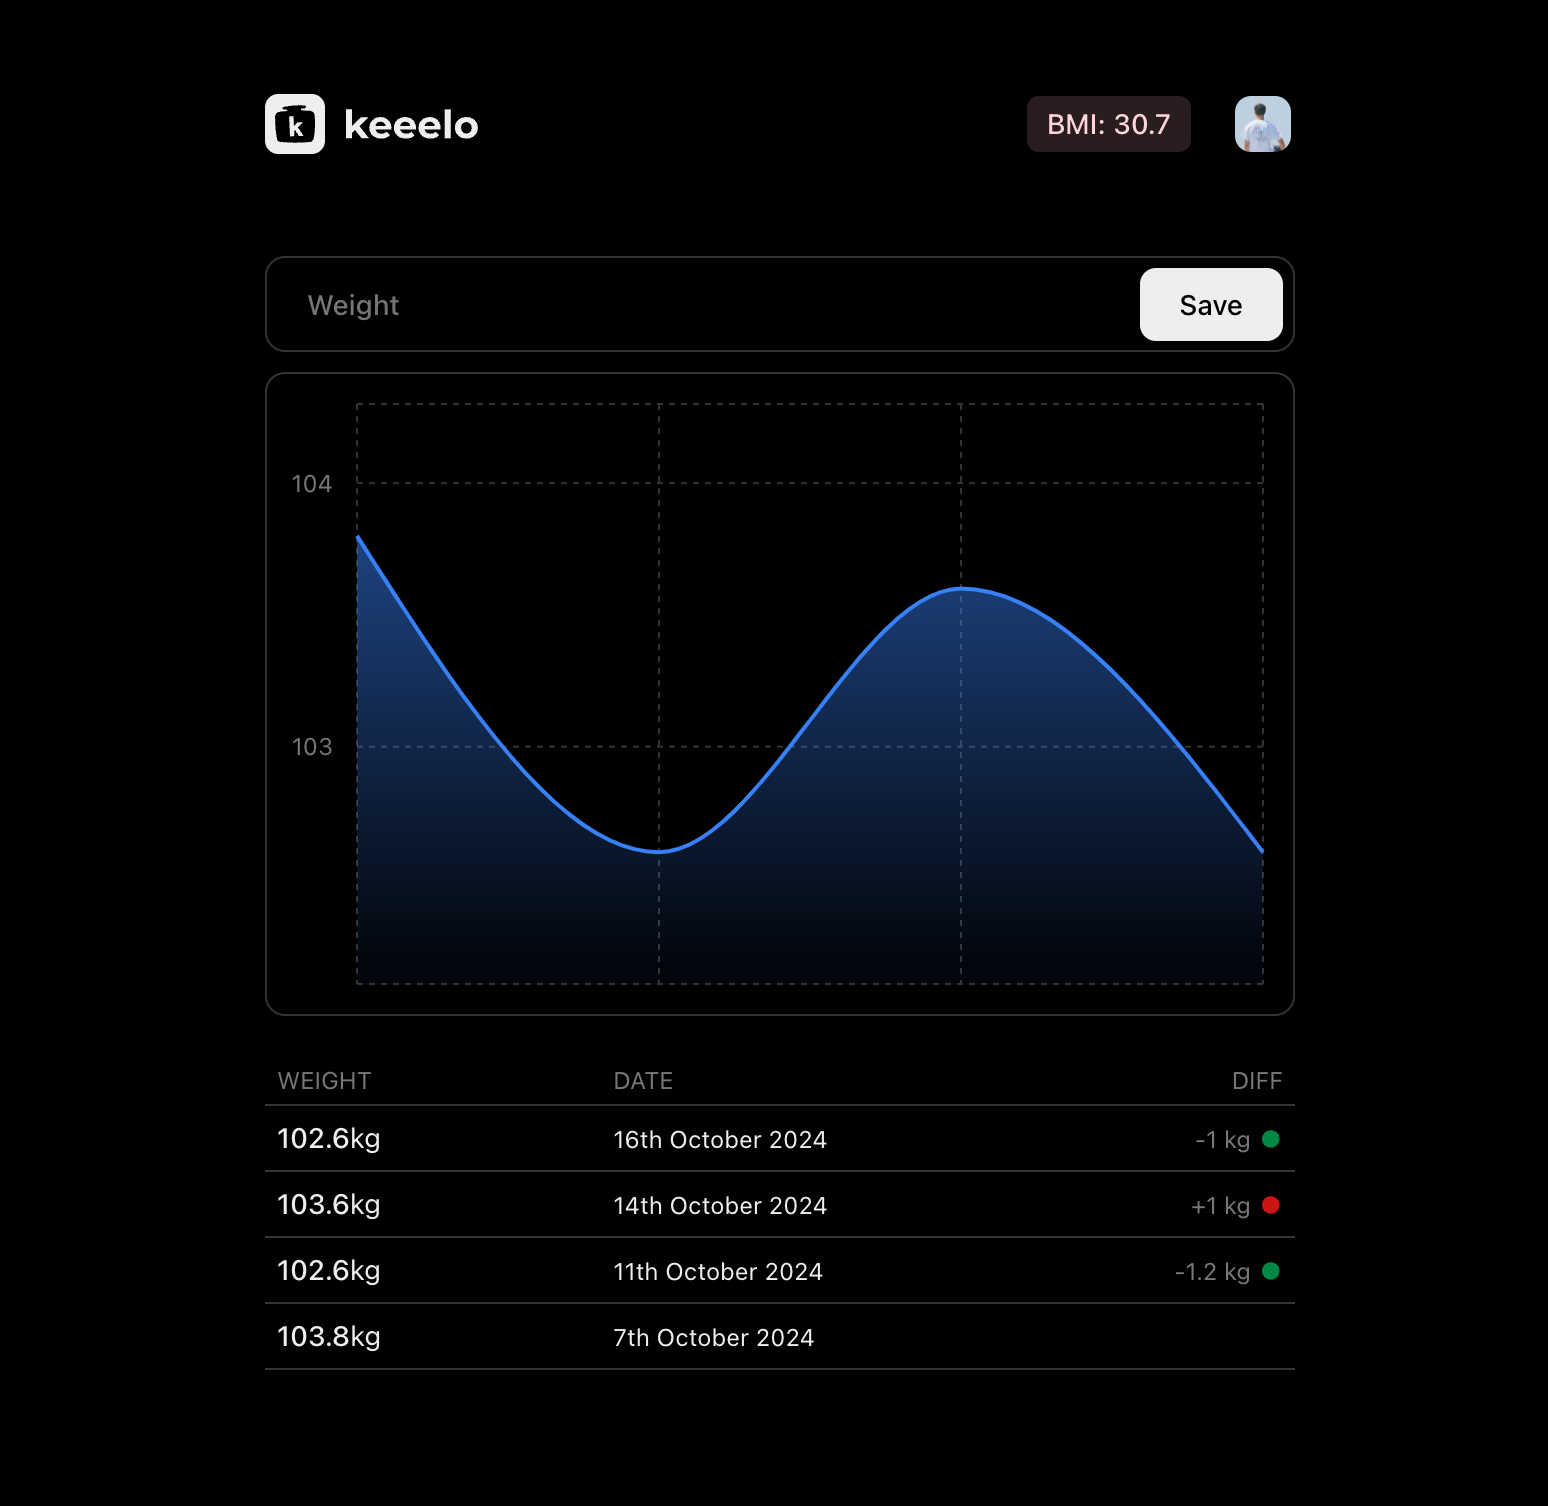 k keeelo
BMI: 30.7
Weight
Save
104
103
WEIGHT DATE DIFF
102.6kg 16th October 2024 -1 kg
103.6kg 14th October 2024 +1 kg
102.6kg 11th October 2024 -1.2 kg
103.8kg 7th October 2024